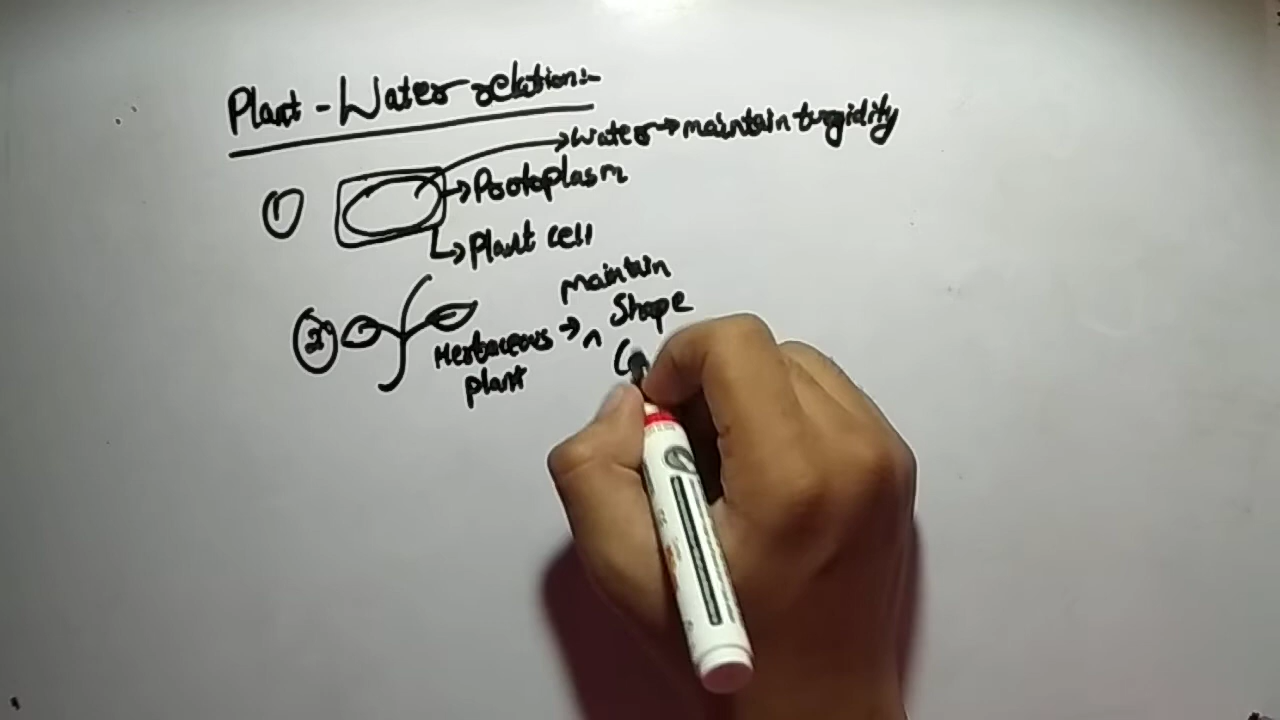 Plant - Water relation:-
① Water → maintain turgidity
→ Protoplasm
→ Plant cell
② Herbaceous plant → maintain
Shape
(